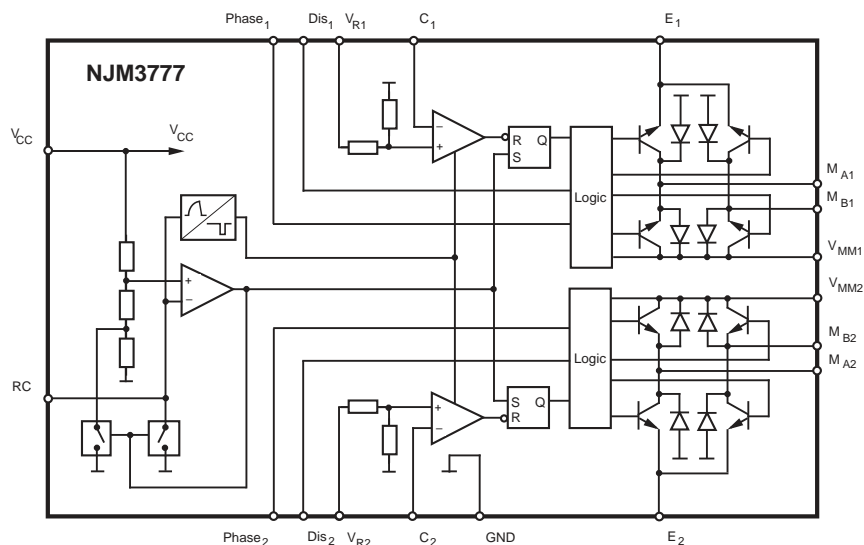 Phase1 Dis1 VR1 C1 E1
NJM3777
VCC VCC
R Q
S
MA1
MB1
Logic
VMM1
VMM2
MB2
MA2
Logic
RC
S Q
R
+
−
+
−
+
−
Phase2 Dis2 VR2 C2 GND E2